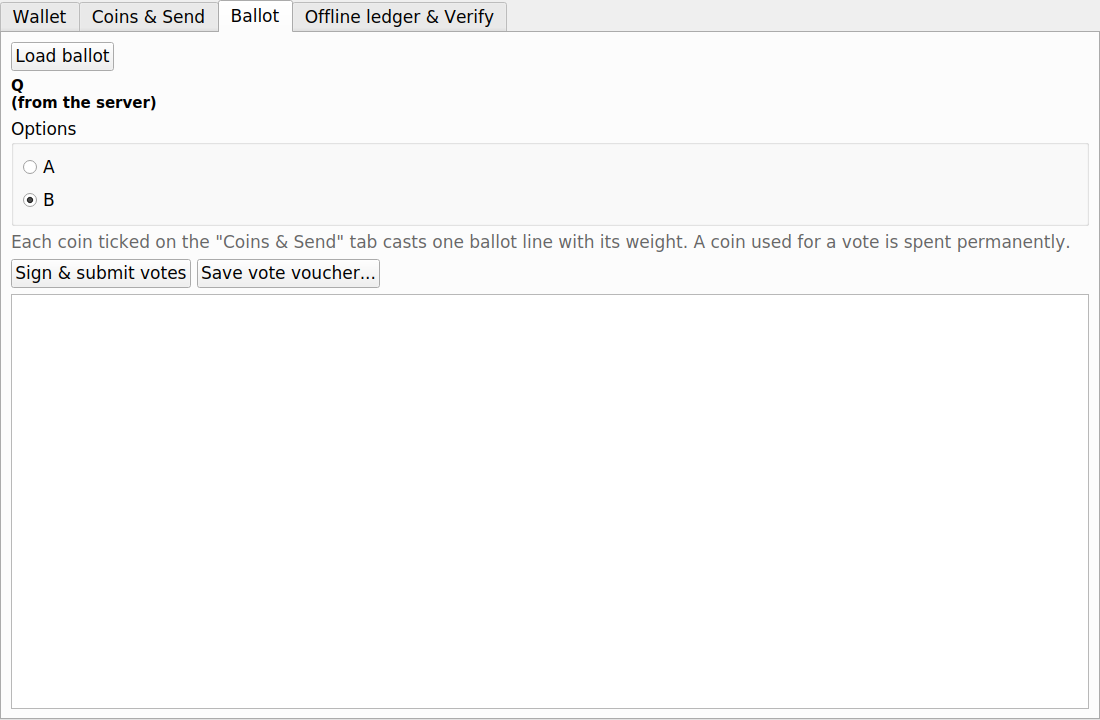 Wallet Coins & Send Ballot Offline ledger & Verify
Load ballot
Q
(from the server)
Options
A
B
Each coin ticked on the "Coins & Send" tab casts one ballot line with its weight. A coin used for a vote is spent permanently.
Sign & submit votes Save vote voucher...